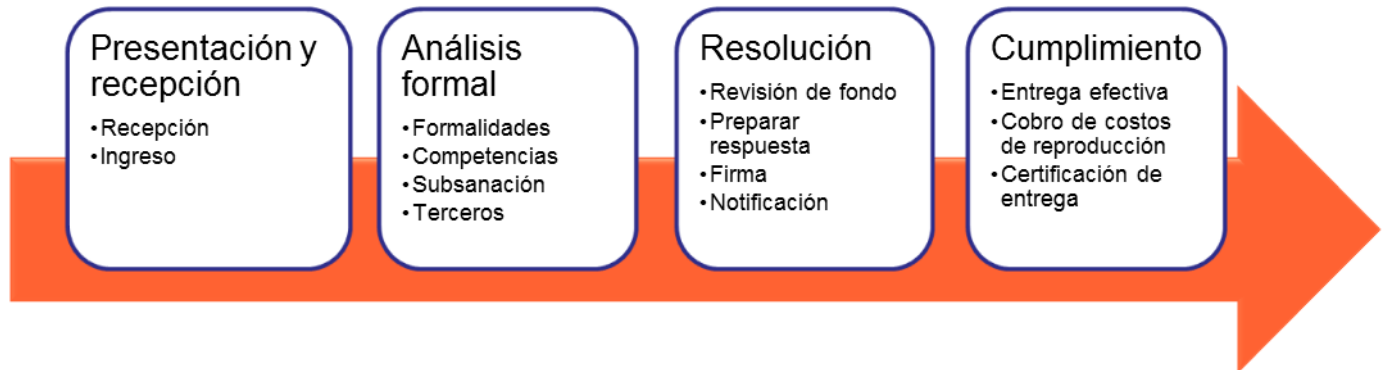 Presentación y
recepción
•Recepción
•Ingreso
Análisis
formal
•Formalidades
•Competencias
•Subsanación
•Terceros
Resolución
•Revisión de fondo
•Preparar
respuesta
•Firma
•Notificación
Cumplimiento
•Entrega efectiva
•Cobro de costos
de reproducción
•Certificación de
entrega